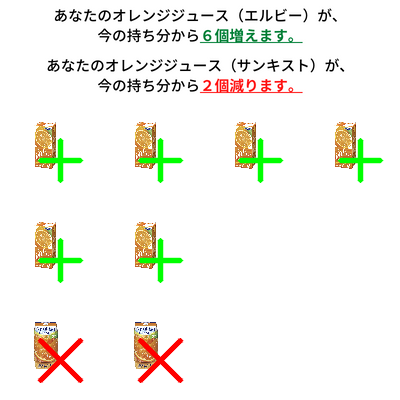 あなたのオレンジジュース（エルビー）が、
今の持ち分から６個増えます。
あなたのオレンジジュース（サンキスト）が、
今の持ち分から２個減ります。